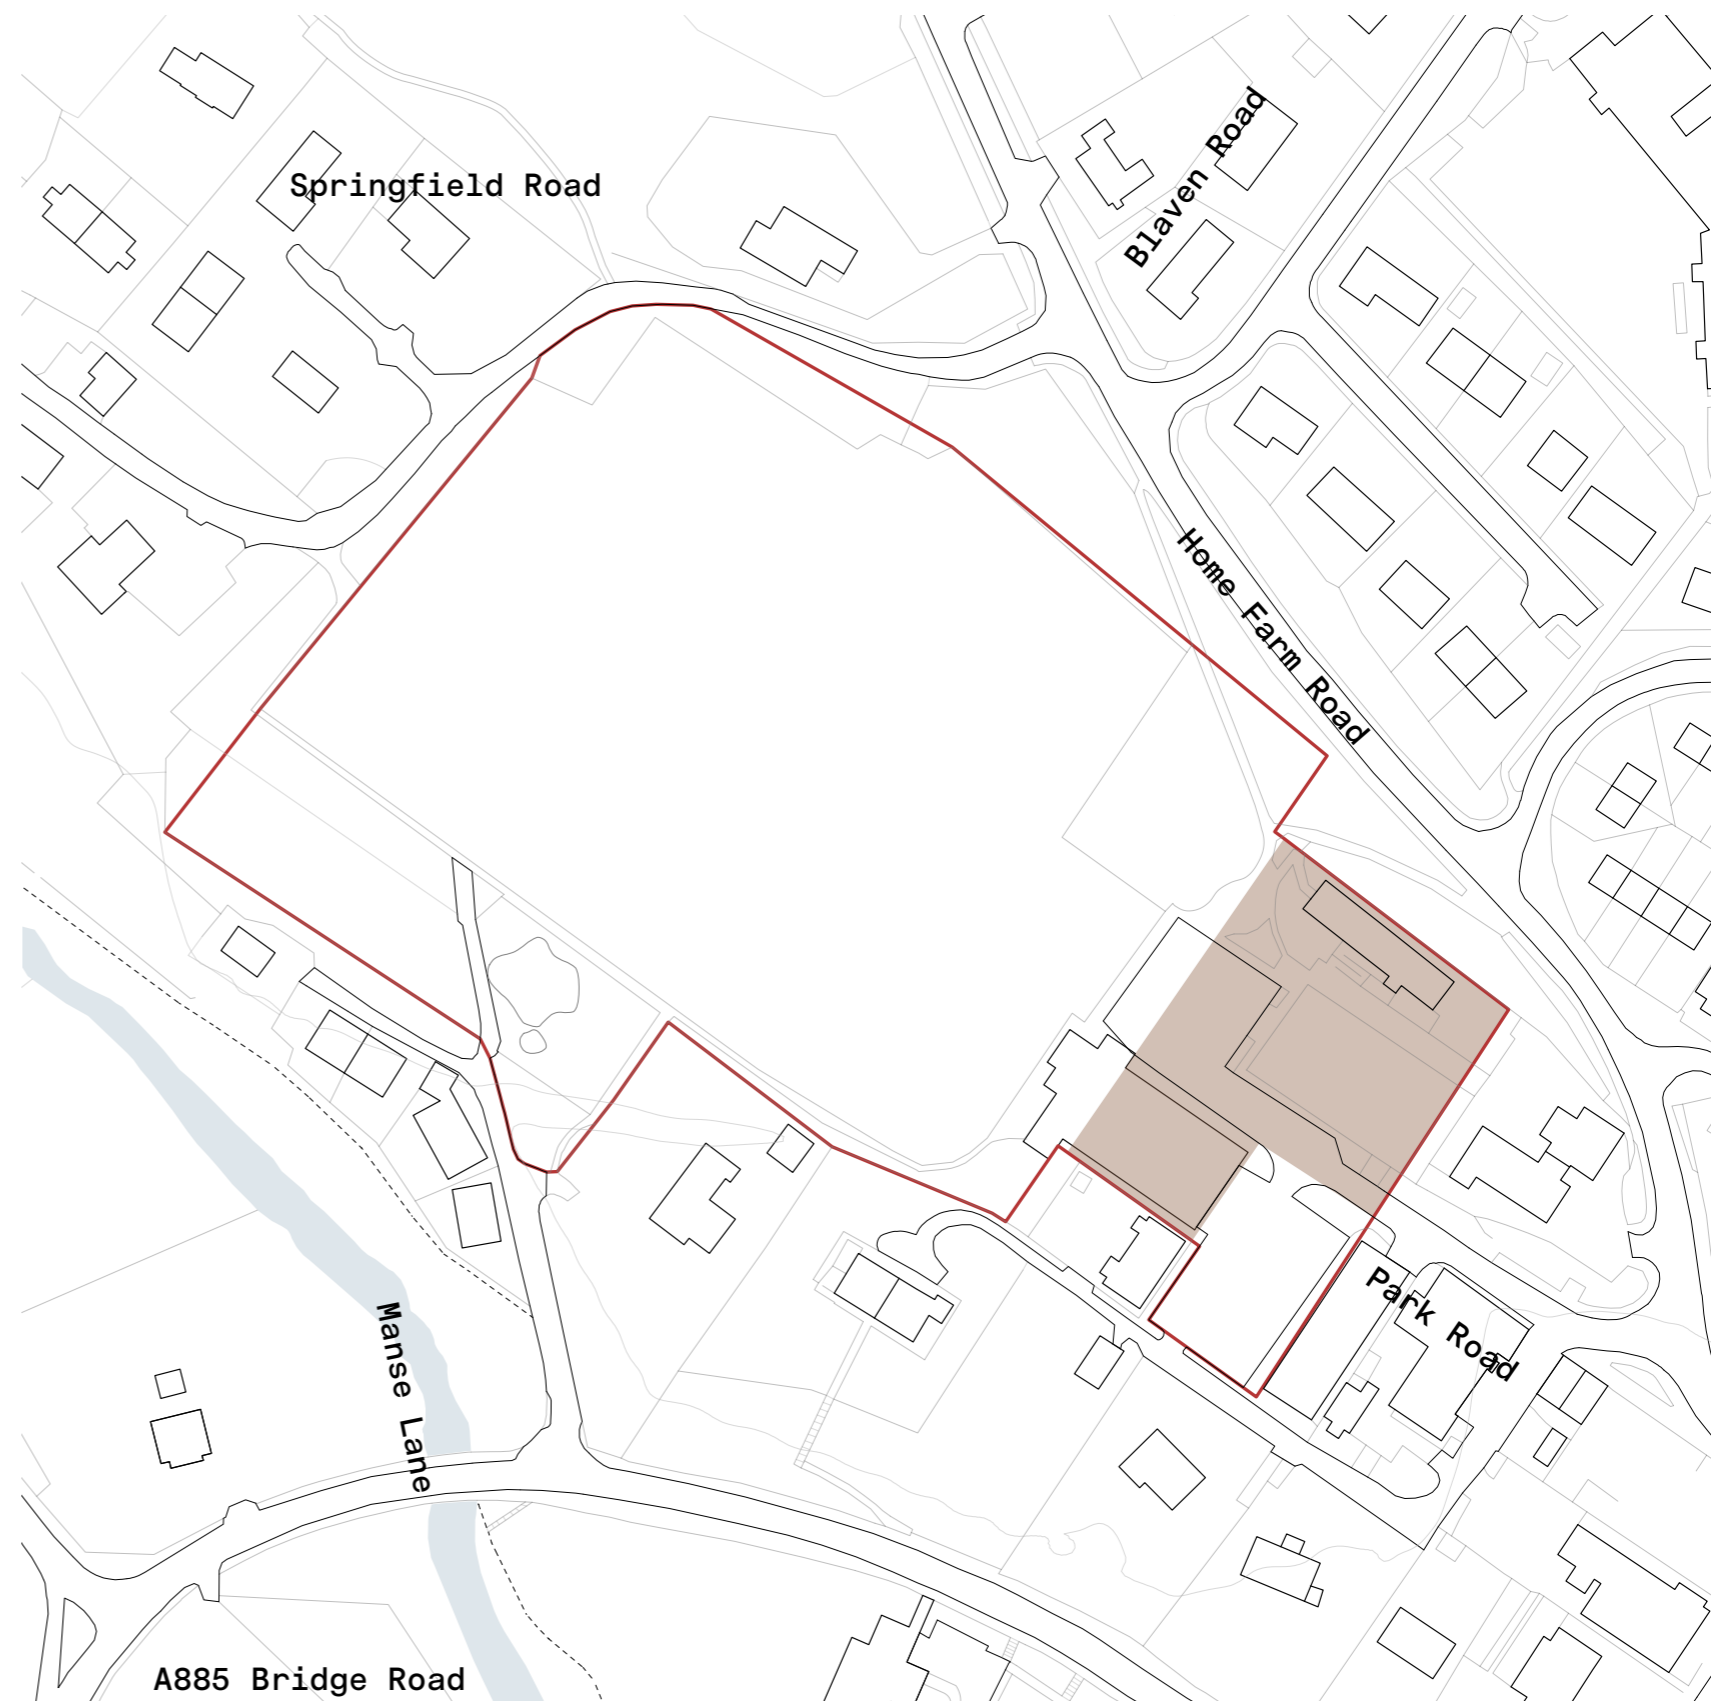 Blaven Road
Springfield Road
Home Farm Road
Park Road
Manse Lane
A885 Bridge Road